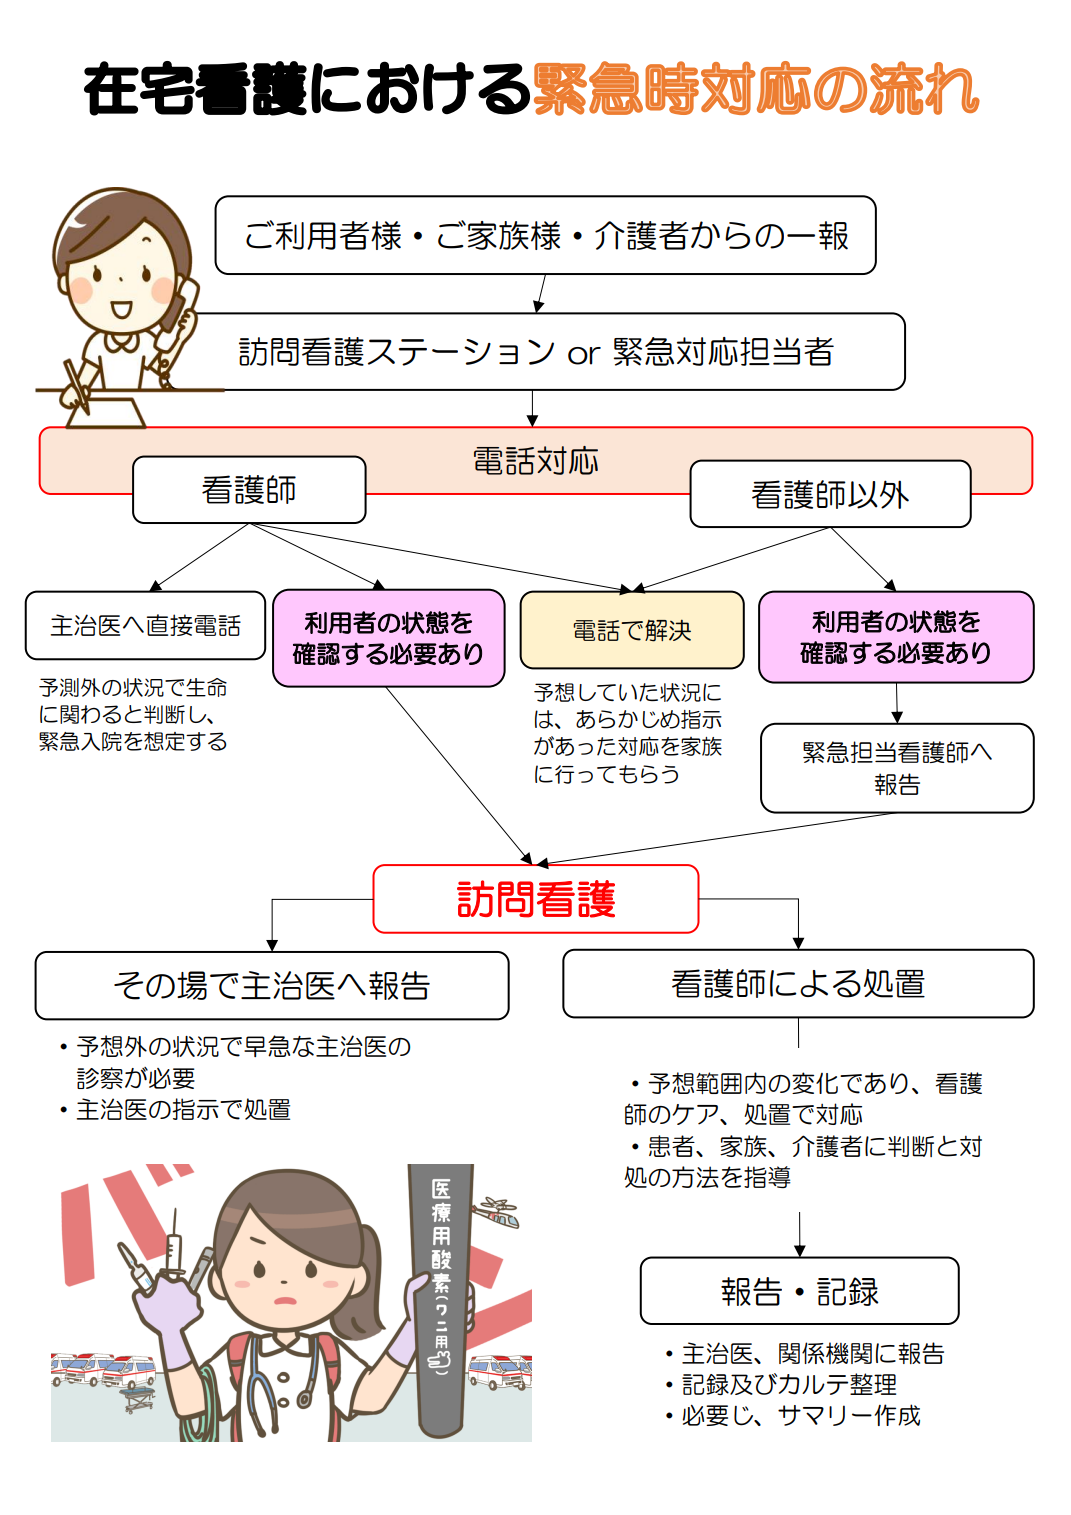 在宅看護における緊急時対応の流れ
ご利用者様・ご家族様・介護者からの一報
訪問看護ステーション or 緊急対応担当者
電話対応
看護師
看護師以外
主治医へ直接電話
予測外の状況で生命
に関わると判断し、
緊急入院を想定する
利用者の状態を
確認する必要あり
電話で解決
予想していた状況に
は、あらかじめ指示
があった対応を家族
に行ってもらう
利用者の状態を
確認する必要あり
緊急担当看護師へ
報告
訪問看護
その場で主治医へ報告
・予想外の状況で早急な主治医の
診察が必要
・主治医の指示で処置
看護師による処置
・予想範囲内の変化であり、看護
師のケア、処置で対応
・患者、家族、介護者に判断と対
処の方法を指導
報告・記録
・主治医、関係機関に報告
・記録及びカルテ整理
・必要じ、サマリー作成
バーン
医療用酸素(ワニ用)